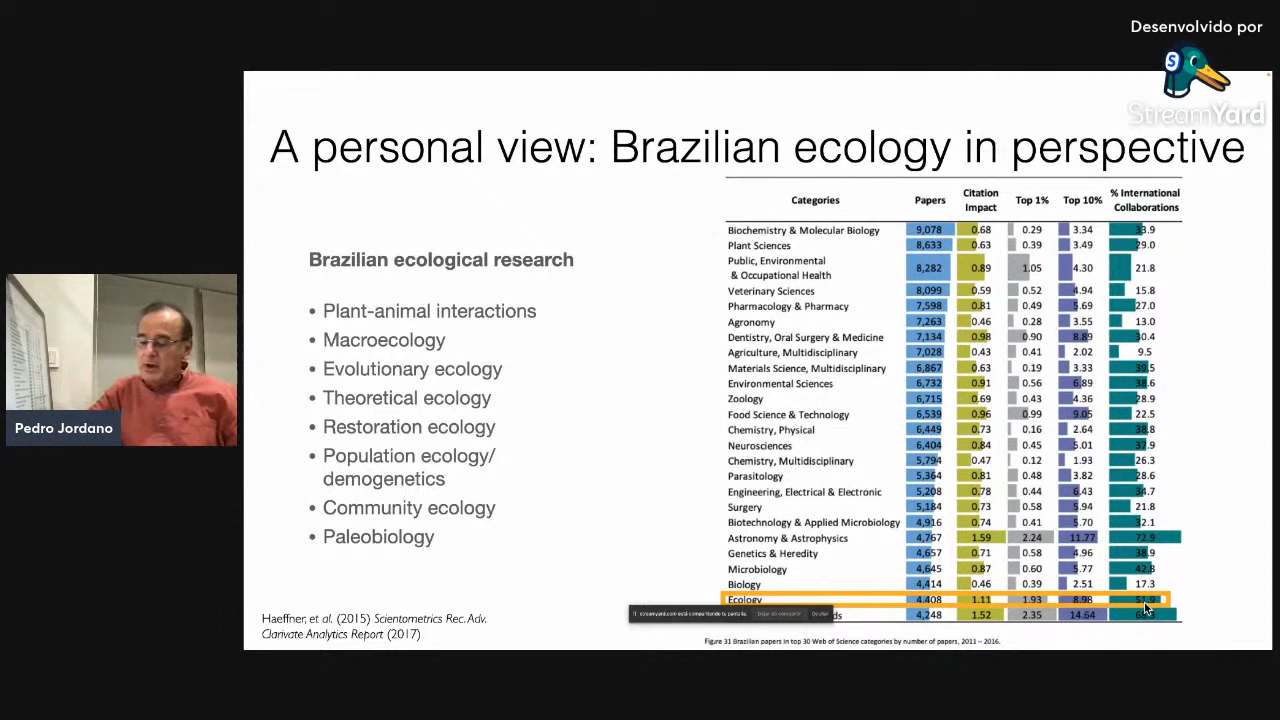 Desenvolvido por
S
StreamYard
A personal view: Brazilian ecology in perspective
Brazilian ecological research
• Plant-animal interactions
• Macroecology
• Evolutionary ecology
• Theoretical ecology
• Restoration ecology
• Population ecology/
demogenetics
• Community ecology
• Paleobiology
Haeffner, et al. (2015) Scientometrics Rec. Adv.
Clarivate Analytics Report (2017)
Pedro Jordano
Categories Papers Citation Impact Top 1% Top 10% % International Collaborations
Biochemistry & Molecular Biology 9,078 0.68 0.29 3.34 33.9
Plant Sciences 8,633 0.63 0.39 3.49 29.0
Public, Environmental
& Occupational Health 8,282 0.89 1.05 4.30 21.8
Veterinary Sciences 8,099 0.59 0.52 4.94 15.8
Pharmacology & Pharmacy 7,598 0.81 0.49 5.69 27.0
Agronomy 7,263 0.46 0.28 3.55 13.0
Dentistry, Oral Surgery & Medicine 7,134 0.98 0.90 8.89 30.4
Agriculture, Multidisciplinary 7,028 0.43 0.41 2.02 9.5
Materials Science, Multidisciplinary 6,867 0.63 0.19 3.33 39.5
Environmental Sciences 6,732 0.91 0.56 6.89 38.6
Zoology 6,715 0.69 0.43 4.36 28.9
Food Science & Technology 6,539 0.96 0.99 9.05 22.5
Chemistry, Physical 6,449 0.73 0.16 2.64 38.8
Neurosciences 6,404 0.84 0.45 5.01 37.9
Chemistry, Multidisciplinary 5,794 0.47 0.12 1.93 26.3
Parasitology 5,364 0.81 0.48 3.82 28.6
Engineering, Electrical & Electronic 5,208 0.78 0.44 6.43 34.7
Surgery 5,184 0.73 0.58 5.94 21.8
Biotechnology & Applied Microbiology 4,916 0.74 0.41 5.70 32.1
Astronomy & Astrophysics 4,767 1.59 2.24 11.77 72.9
Genetics & Heredity 4,657 0.71 0.58 4.96 38.9
Microbiology 4,645 0.87 0.60 5.77 42.8
Biology 4,414 0.46 0.39 2.51 17.3
Ecology 4,408 1.11 1.93 8.98
ds 4,248 1.52 2.35 14.64
streamyard.com está compartiendo tu pantalla. Dejar de compartir Ocultar
Figure 31 Brazilian papers in top 30 Web of Science categories by number of papers, 2011 – 2016.